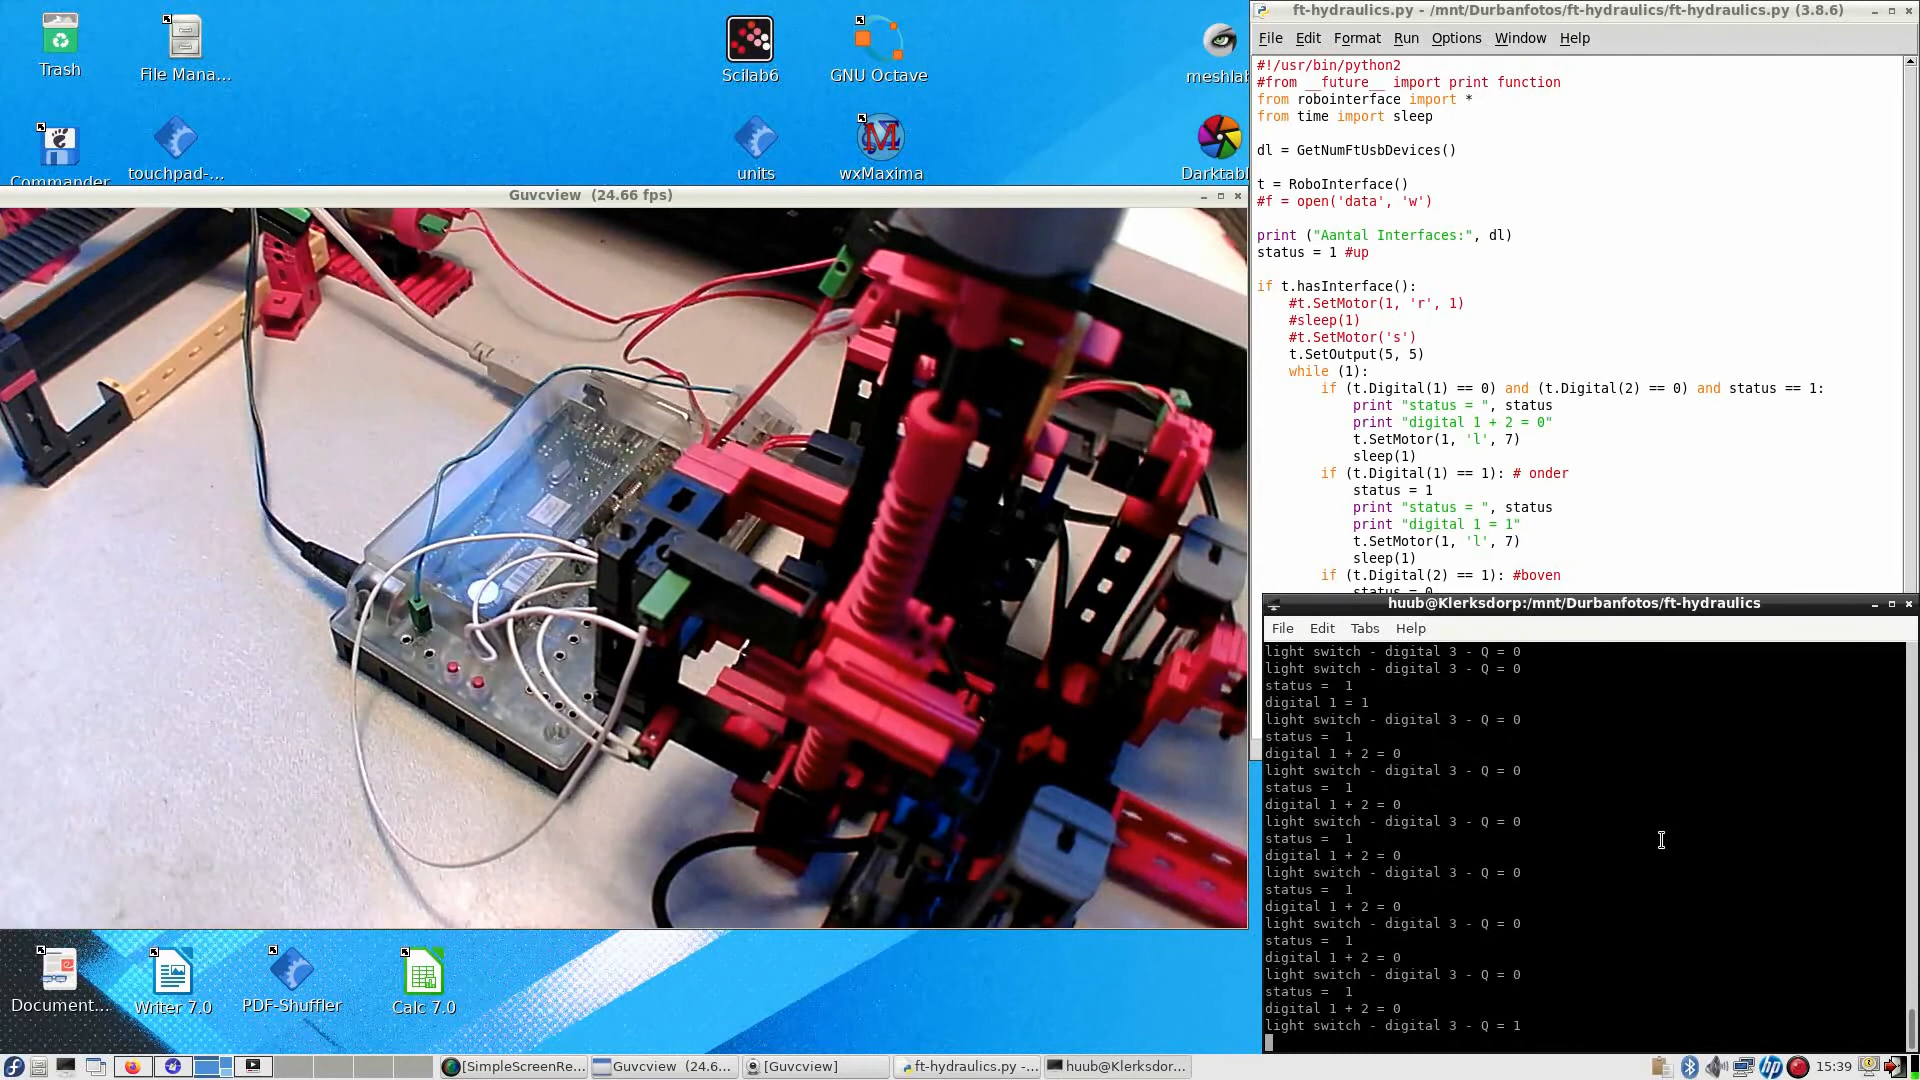 Trash
File Mana...
Scilab6
GNU Octave
meshlab
Commander
touchpad-...
units
wxMaxima
Darktabl
Guvcview (24.66 fps)
ft-hydraulics.py - /mnt/Durbanfotos/ft-hydraulics/ft-hydraulics.py (3.8.6)
File Edit Format Run Options Window Help
#!/usr/bin/python2
#from __future__ import print function
from robointerface import *
from time import sleep
dl = GetNumFtUsbDevices()
t = RoboInterface()
#f = open('data', 'w')
print ("Aantal Interfaces:", dl)
status = 1 #up
if t.hasInterface():
#t.SetMotor(1, 'r', 1)
#sleep(1)
#t.SetMotor('s')
t.SetOutput(5, 5)
while (1):
if (t.Digital(1) == 0) and (t.Digital(2) == 0) and status == 1:
print "status = ", status
print "digital 1 + 2 = 0"
t.SetMotor(1, 'l', 7)
sleep(1)
if (t.Digital(1) == 1): # onder
status = 1
print "status = ", status
print "digital 1 = 1"
t.SetMotor(1, 'l', 7)
sleep(1)
if (t.Digital(2) == 1): #boven
status = 0
huub@Klerksdorp:/mnt/Durbanfotos/ft-hydraulics
File Edit Tabs Help
light switch - digital 3 - Q = 0
light switch - digital 3 - Q = 0
status =  1
digital 1 = 1
light switch - digital 3 - Q = 0
status =  1
digital 1 + 2 = 0
light switch - digital 3 - Q = 0
status =  1
digital 1 + 2 = 0
light switch - digital 3 - Q = 0
status =  1
digital 1 + 2 = 0
light switch - digital 3 - Q = 0
status =  1
digital 1 + 2 = 0
light switch - digital 3 - Q = 0
status =  1
digital 1 + 2 = 0
light switch - digital 3 - Q = 0
status =  1
digital 1 + 2 = 0
light switch - digital 3 - Q = 1
Document...
Writer 7.0
PDF-Shuffler
Calc 7.0
[SimpleScreenRe...
Guvcview (24.6...
[Guvcview]
ft-hydraulics.py -...
huub@Klerksdor...
hp
15:39